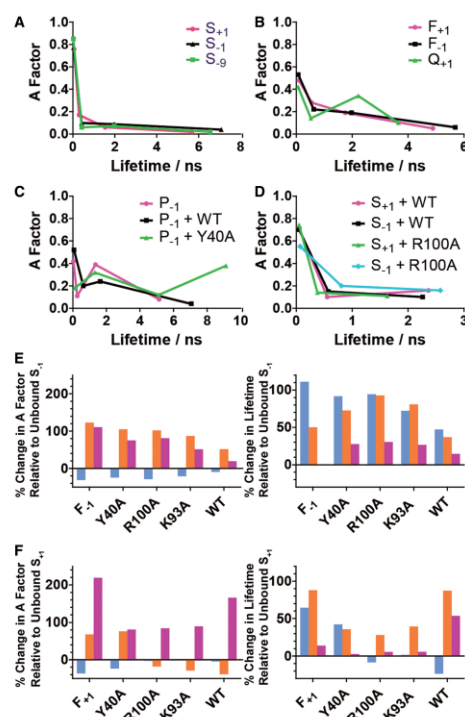 A
A Factor
1.0
0.8
0.6
0.4
0.2
0.0
S+1
S-1
S-9
0 2 4 6 8
Lifetime / ns
B
A Factor
1.0
0.8
0.6
0.4
0.2
0.0
F+1
F-1
Q+1
0 2 4 6
Lifetime / ns
C
A Factor
1.0
0.8
0.6
0.4
0.2
0.0
P-1
P-1 + WT
P-1 + Y40A
0 2 4 6 8 10
Lifetime / ns
D
A Factor
1.0
0.8
0.6
0.4
0.2
0.0
S+1 + WT
S-1 + WT
S+1 + R100A
S-1 + R100A
0 1 2 3
Lifetime / ns
E
% Change in A Factor
Relative to Unbound S-1
200
100
0
F-1 Y40A R100A K93A WT
% Change in Lifetime
Relative to Unbound S-1
100
50
0
F-1 Y40A R100A K93A WT
F
% Change in A Factor
Relative to Unbound S+1
200
100
0
F+1 Y40A R100A K93A WT
% Change in Lifetime
Relative to Unbound S+1
100
50
0
F+1 Y40A R100A K93A WT